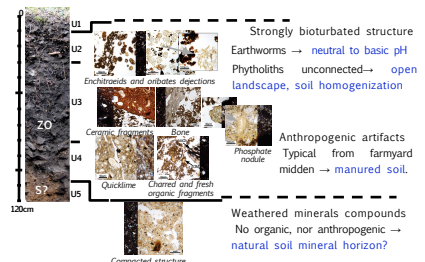 0
U1
U2
U3
U4
U5
ZO
S?
120cm
Enchitraeids and oribates dejections
Ceramic fragments
Bone
Phosphate
nodule
Quicklime
Charred and fresh
organic fragments
Compacted structure
Strongly bioturbated structure
Earthworms → neutral to basic pH
Phytholiths unconnected→ open
landscape, soil homogenization
Anthropogenic artifacts
Typical from farmyard
midden → manured soil.
Weathered minerals compounds
No organic, nor anthropogenic →
natural soil mineral horizon?